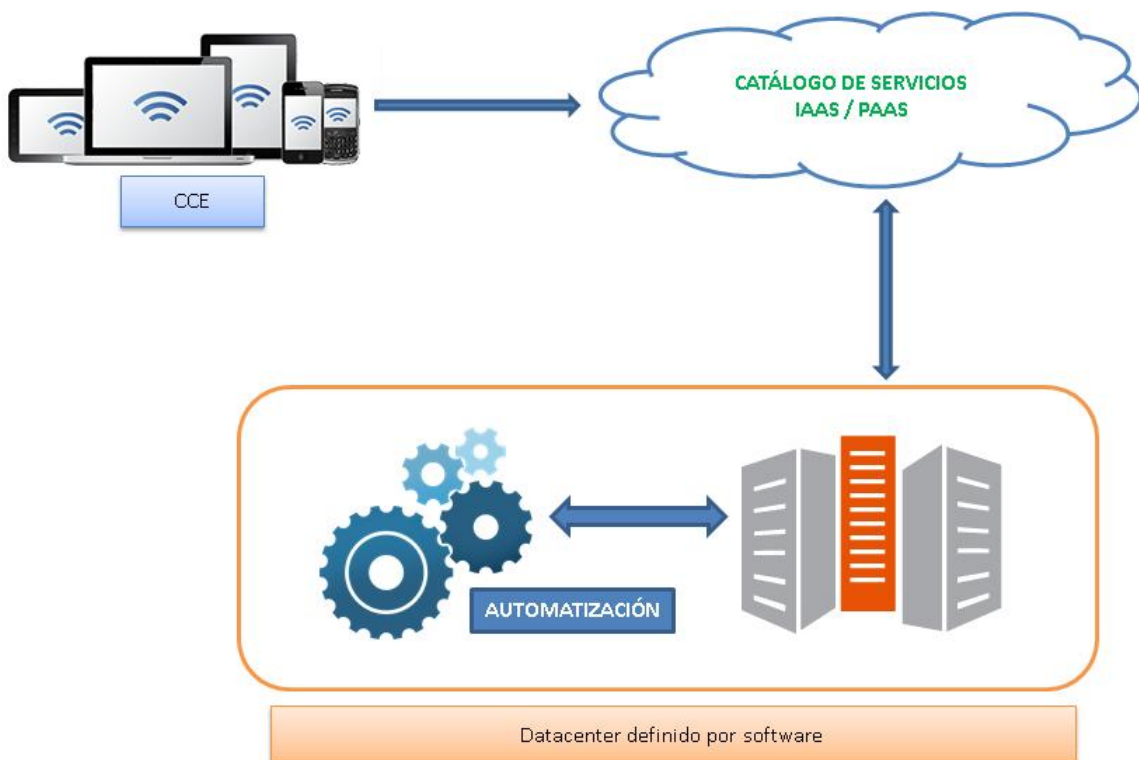 CATÁLOGO DE SERVICIOS
IAAS / PAAS
CCE
AUTOMATIZACIÓN
Datacenter definido por software